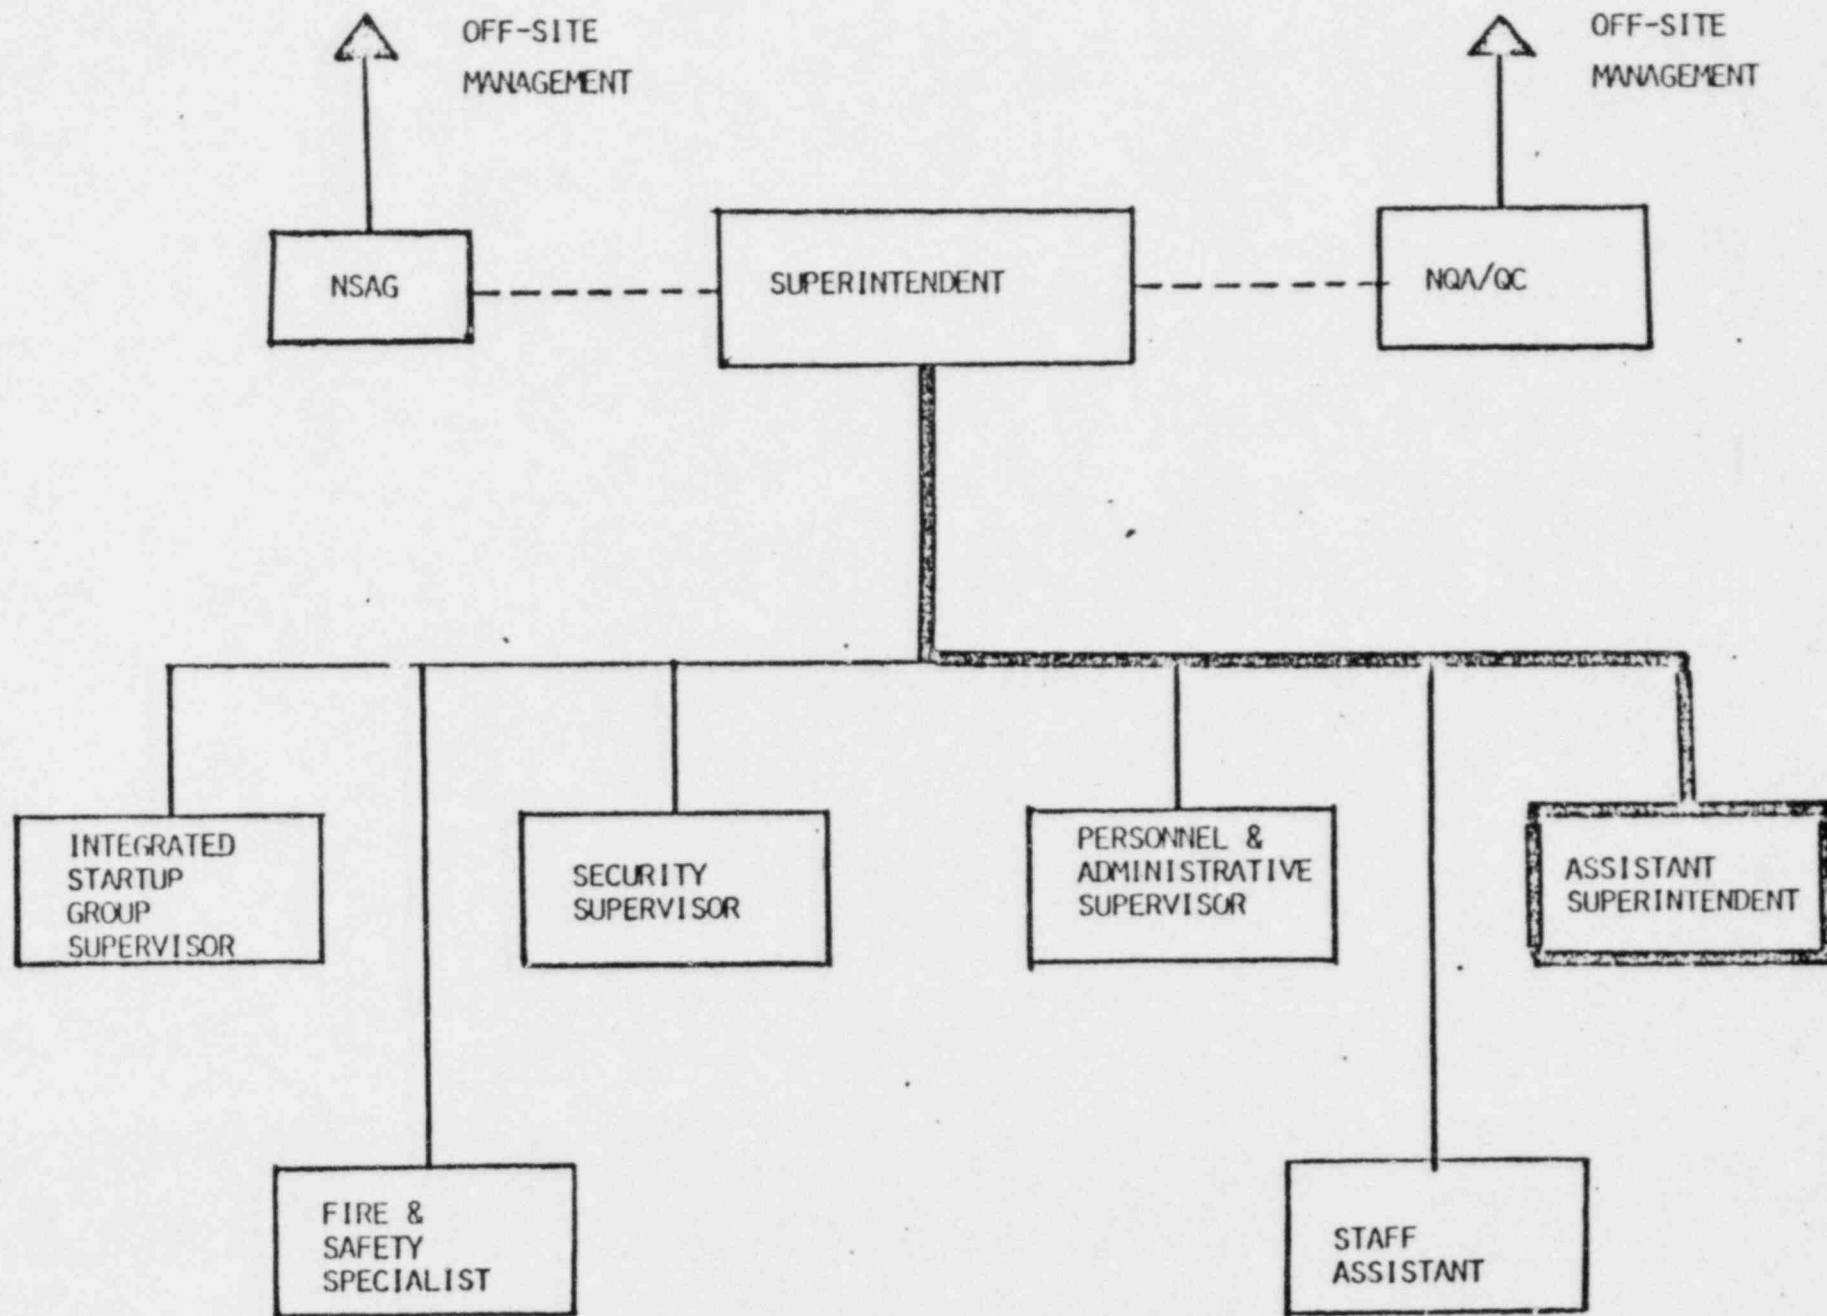 OFF-SITE
MANAGEMENT
OFF-SITE
MANAGEMENT
NSAG
SUPERINTENDENT
NQA/QC
INTEGRATED
STARTUP
GROUP
SUPERVISOR
SECURITY
SUPERVISOR
PERSONNEL &
ADMINISTRATIVE
SUPERVISOR
ASSISTANT
SUPERINTENDENT
FIRE &
SAFETY
SPECIALIST
STAFF
ASSISTANT